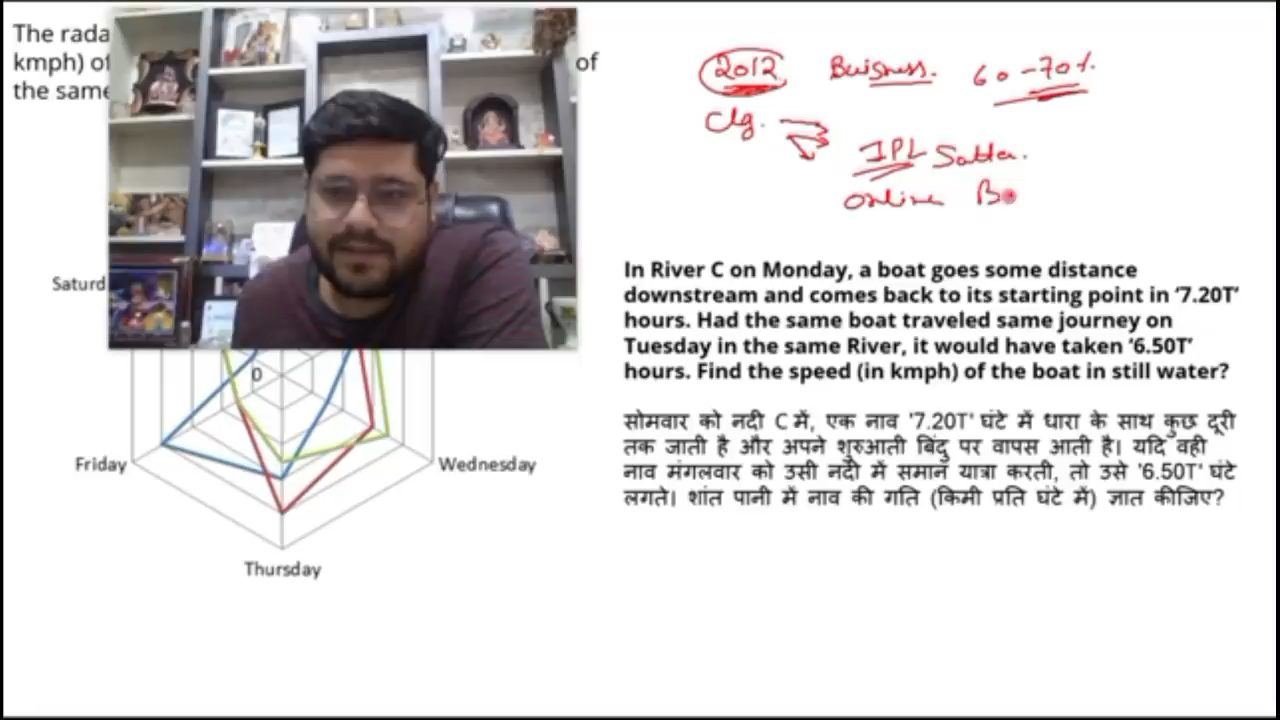 The rada
kmph) of
of
the same
2012 Buisness. 60-70%.
Clg.
IPL Satta.
online B
Saturd
0
Friday
Wednesday
Thursday
In River C on Monday, a boat goes some distance
downstream and comes back to its starting point in ‘7.20T’
hours. Had the same boat traveled same journey on
Tuesday in the same River, it would have taken ‘6.50T’
hours. Find the speed (in kmph) of the boat in still water?
सोमवार को नदी C में, एक नाव '7.20T' घंटे में धारा के साथ कुछ दूरी
तक जाती है और अपने शुरुआती बिंदु पर वापस आती है। यदि वही
नाव मंगलवार को उसी नदी में समान यात्रा करती, तो उसे '6.50T' घंटे
लगते। शांत पानी में नाव की गति (किमी प्रति घंटे में) ज्ञात कीजिए?